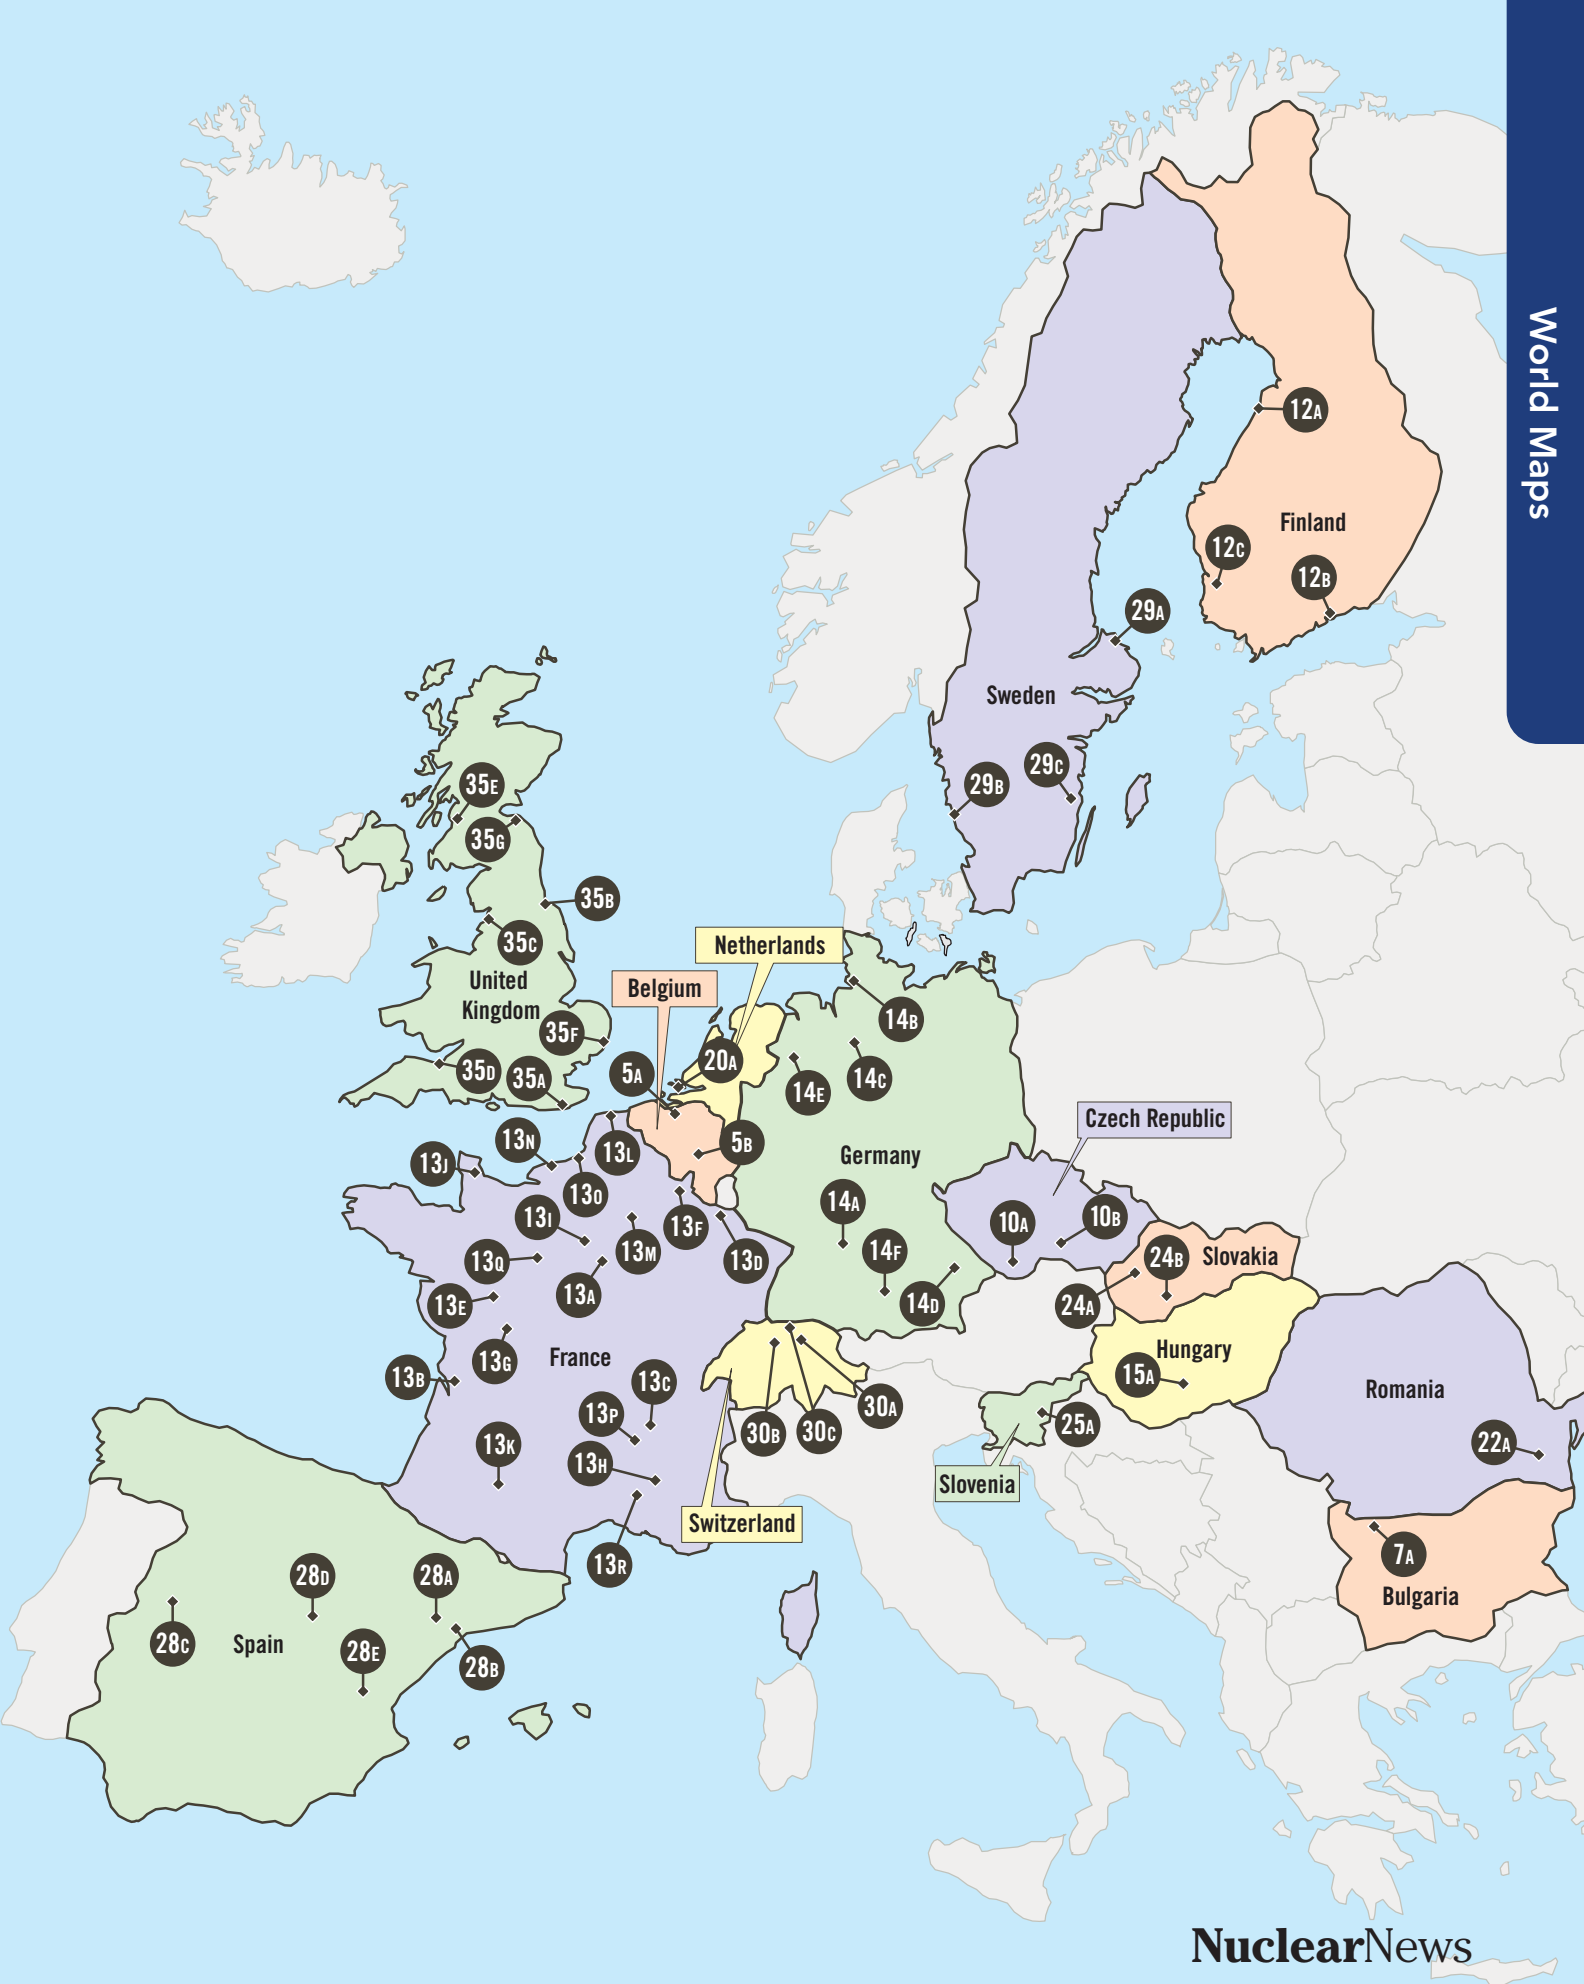 World Maps
12A
Finland
12C
12B
29A
Sweden
29C
29B
35E
35G
35B
35C
United
Kingdom
Netherlands
Belgium
35F
14B
20A
35D
35A
5A
14E
14C
Czech Republic
13N
13L
5B
13J
13O
Germany
14A
10A
10B
13I
13M
13F
13D
14F
24B
Slovakia
13Q
13A
13E
14D
24A
13G
France
13B
13C
Hungary
15A
Romania
13P
30A
30B
30C
25A
13K
13H
22A
Slovenia
Switzerland
13R
7A
28D
28A
Bulgaria
28C
Spain
28E
28B
NuclearNews